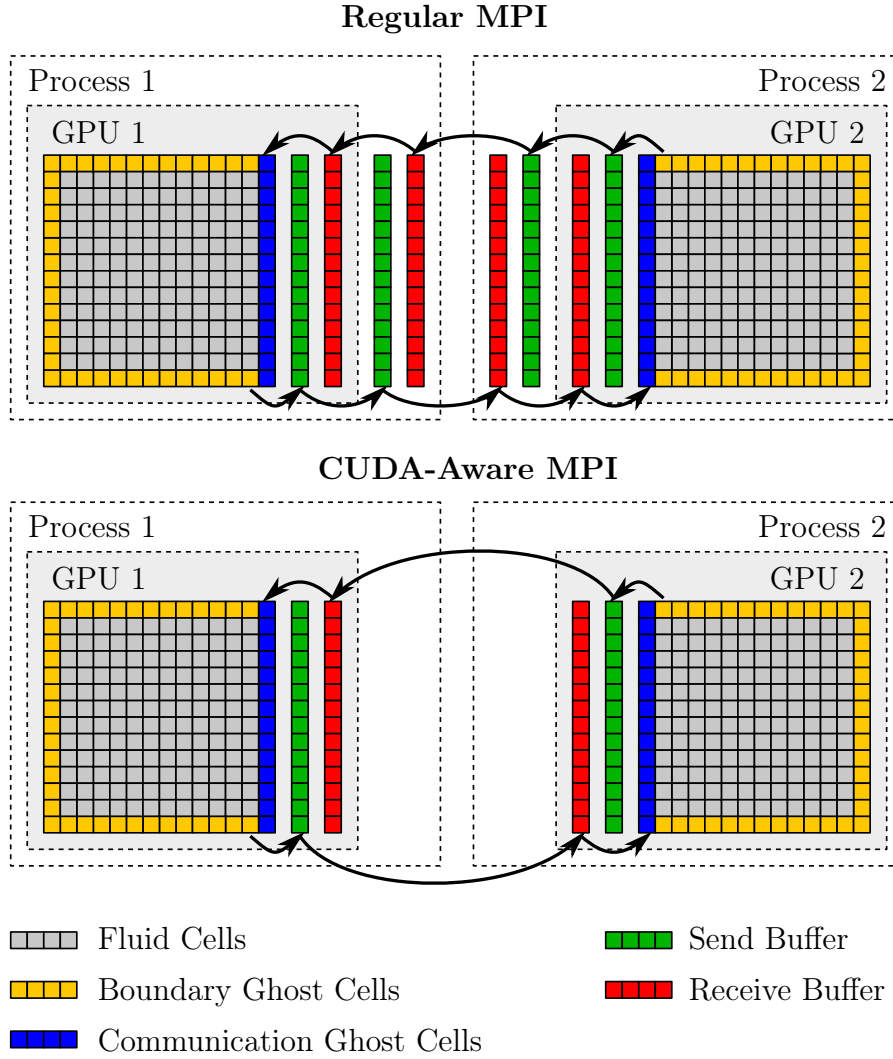 Regular MPI
Process 1
Process 2
GPU 1
GPU 2
CUDA-Aware MPI
Process 1
Process 2
GPU 1
GPU 2
Fluid Cells
Send Buffer
Boundary Ghost Cells
Receive Buffer
Communication Ghost Cells